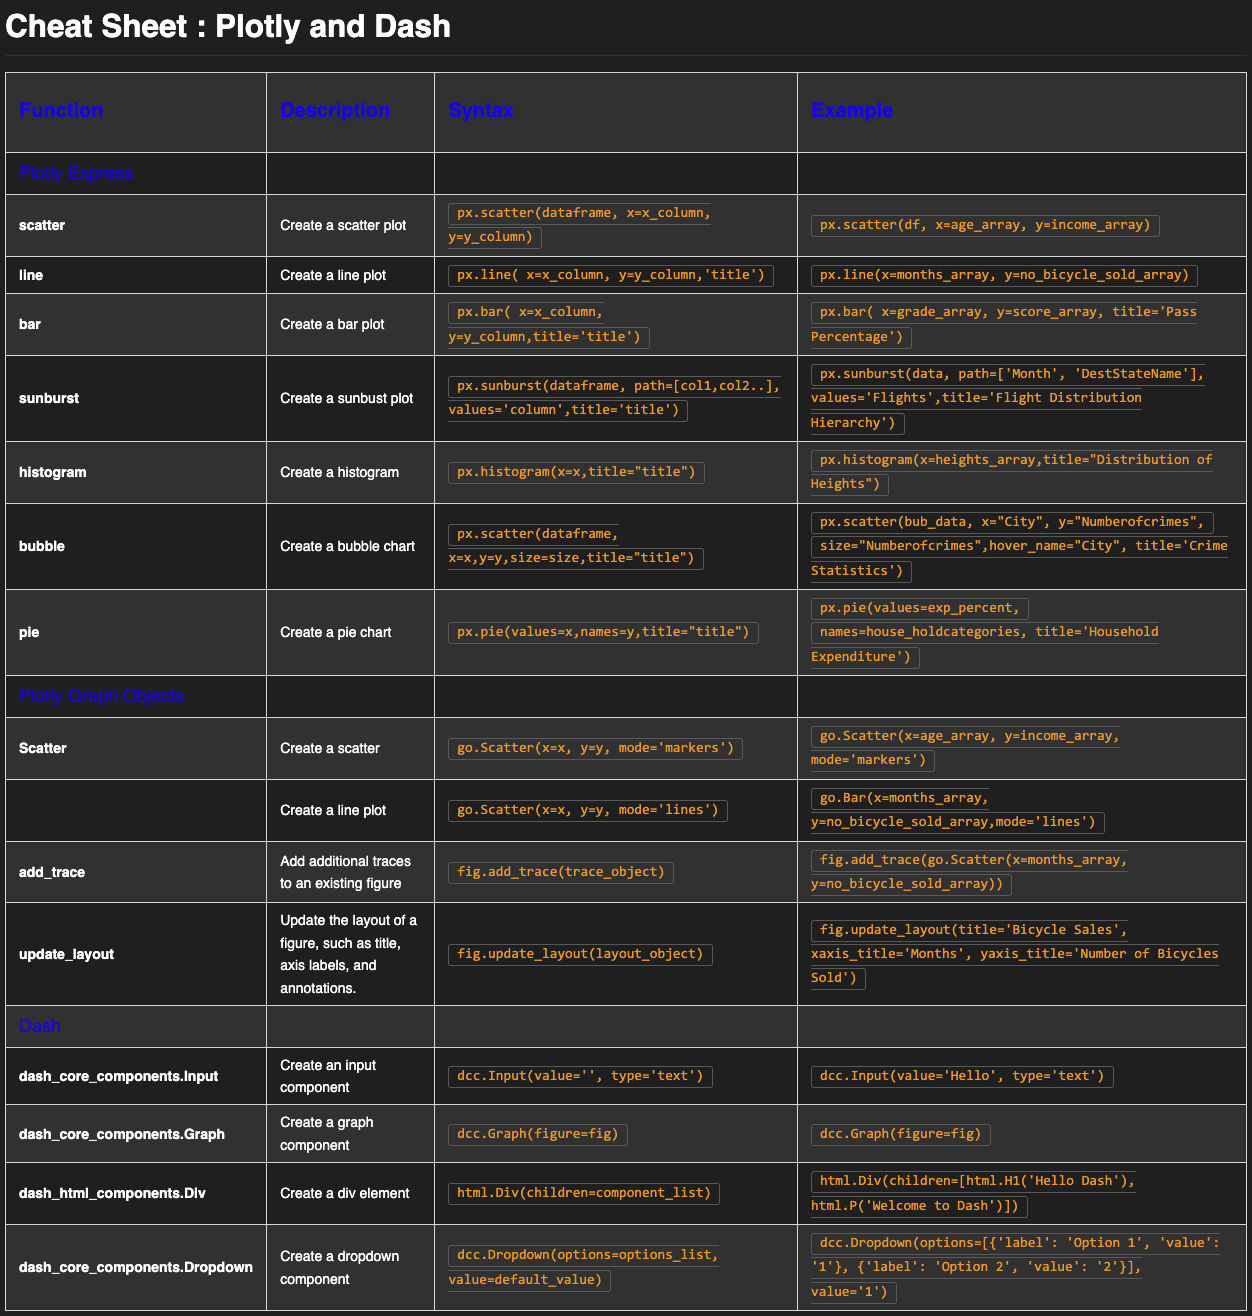 Cheat Sheet : Plotly and Dash
Function Description Syntax Example
Plotly Express
scatter
Create a scatter plot
px.scatter(dataframe, x=x_column,
y=y_column)
px.scatter(df, x=age_array, y=income_array)
line
Create a line plot
px.line( x=x_column, y=y_column,'title')
px.line(x=months_array, y=no_bicycle_sold_array)
bar
Create a bar plot
px.bar( x=x_column,
y=y_column,title='title')
px.bar( x=grade_array, y=score_array, title='Pass
Percentage')
sunburst
Create a sunbust plot
px.sunburst(dataframe, path=[col1,col2..],
values='column',title='title')
px.sunburst(data, path=['Month', 'DestStateName'],
values='Flights',title='Flight Distribution
Hierarchy')
histogram
Create a histogram
px.histogram(x=x,title="title")
px.histogram(x=heights_array,title="Distribution of
Heights")
bubble
Create a bubble chart
px.scatter(dataframe,
x=x,y=y,size=size,title="title")
px.scatter(bub_data, x="City", y="Numberofcrimes",
size="Numberofcrimes",hover_name="City", title='Crime
Statistics')
pie
Create a pie chart
px.pie(values=x,names=y,title="title")
px.pie(values=exp_percent,
names=house_holdcategories, title='Household
Expenditure')
Plotly Graph Objects
Scatter
Create a scatter
go.Scatter(x=x, y=y, mode='markers')
go.Scatter(x=age_array, y=income_array,
mode='markers')
Create a line plot
go.Scatter(x=x, y=y, mode='lines')
go.Bar(x=months_array,
y=no_bicycle_sold_array,mode='lines')
add_trace
Add additional traces
to an existing figure
fig.add_trace(trace_object)
fig.add_trace(go.Scatter(x=months_array,
y=no_bicycle_sold_array))
update_layout
Update the layout of a
figure, such as title,
axis labels, and
annotations.
fig.update_layout(layout_object)
fig.update_layout(title='Bicycle Sales',
xaxis_title='Months', yaxis_title='Number of Bicycles
Sold')
Dash
dash_core_components.Input
Create an input
component
dcc.Input(value='', type='text')
dcc.Input(value='Hello', type='text')
dash_core_components.Graph
Create a graph
component
dcc.Graph(figure=fig)
dcc.Graph(figure=fig)
dash_html_components.Div
Create a div element
html.Div(children=component_list)
html.Div(children=[html.H1('Hello Dash'),
html.P('Welcome to Dash')])
dash_core_components.Dropdown
Create a dropdown
component
dcc.Dropdown(options=options_list,
value=default_value)
dcc.Dropdown(options=[{'label': 'Option 1', 'value':
'1'}, {'label': 'Option 2', 'value': '2'}],
value='1')